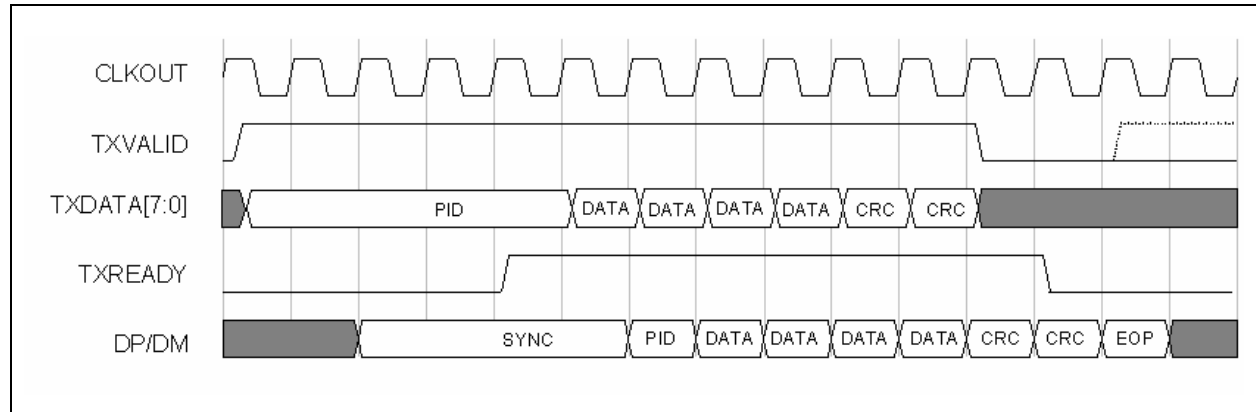 CLKOUT
TXVALID
TXDATA[7:0] PID DATA DATA DATA DATA CRC CRC
TXREADY
DP/DM SYNC PID DATA DATA DATA DATA CRC CRC EOP